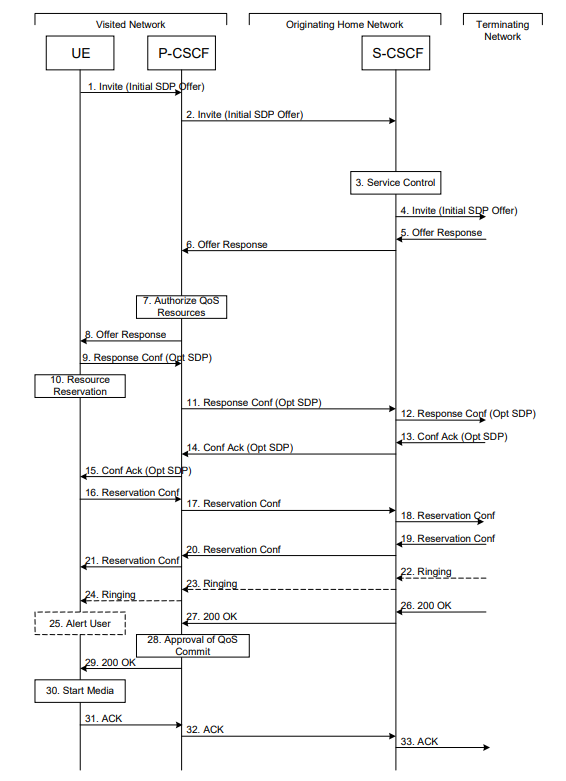 Visited Network
Originating Home Network
Terminating
Network
UE
P-CSCF
S-CSCF
1. Invite (Initial SDP Offer)
2. Invite (Initial SDP Offer)
3. Service Control
4. Invite (Initial SDP Offer)
5. Offer Response
6. Offer Response
7. Authorize QoS
Resources
8. Offer Response
9. Response Conf (Opt SDP)
10. Resource
Reservation
11. Response Conf (Opt SDP)
12. Response Conf (Opt SDP)
13. Conf Ack (Opt SDP)
14. Conf Ack (Opt SDP)
15. Conf Ack (Opt SDP)
16. Reservation Conf
17. Reservation Conf
18. Reservation Conf
19. Reservation Conf
20. Reservation Conf
21. Reservation Conf
22. Ringing
23. Ringing
24. Ringing
25. Alert User
26. 200 OK
27. 200 OK
28. Approval of QoS
Commit
29. 200 OK
30. Start Media
31. ACK
32. ACK
33. ACK